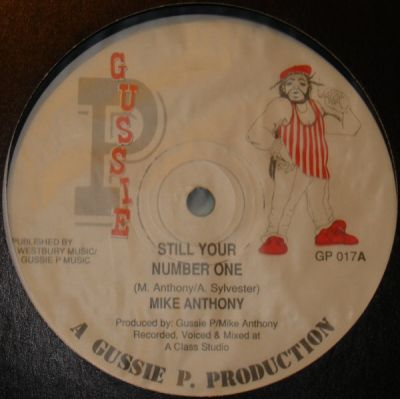 GUSSIE
P
PUBLISHED BY
WESTBURY MUSIC/
GUSSIE P MUSIC
GP 017A
STILL YOUR
NUMBER ONE
(M. Anthony/A. Sylvester)
MIKE ANTHONY
Produced by: Gussie P/Mike Anthony
Recorded, Voiced & Mixed at
A Class Studio
A GUSSIE P. PRODUCTION